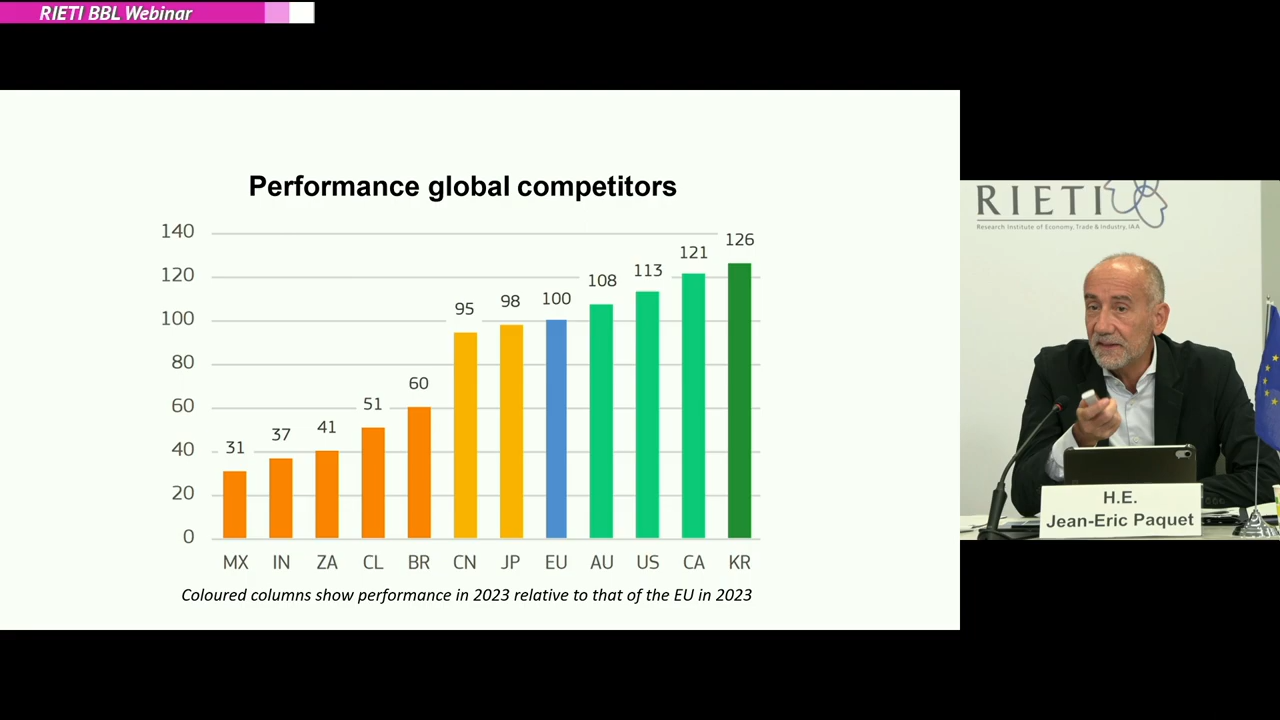 RIETI BBL Webinar
Performance global competitors
140
120
100
80
60
40
20
0
31
37
41
51
60
95
98
100
108
113
121
126
MX IN ZA CL BR CN JP EU AU US CA KR
Coloured columns show performance in 2023 relative to that of the EU in 2023
RIETI
Research Institute of Economy, Trade & Industry, IAA
H.E.
Jean-Eric Paquet